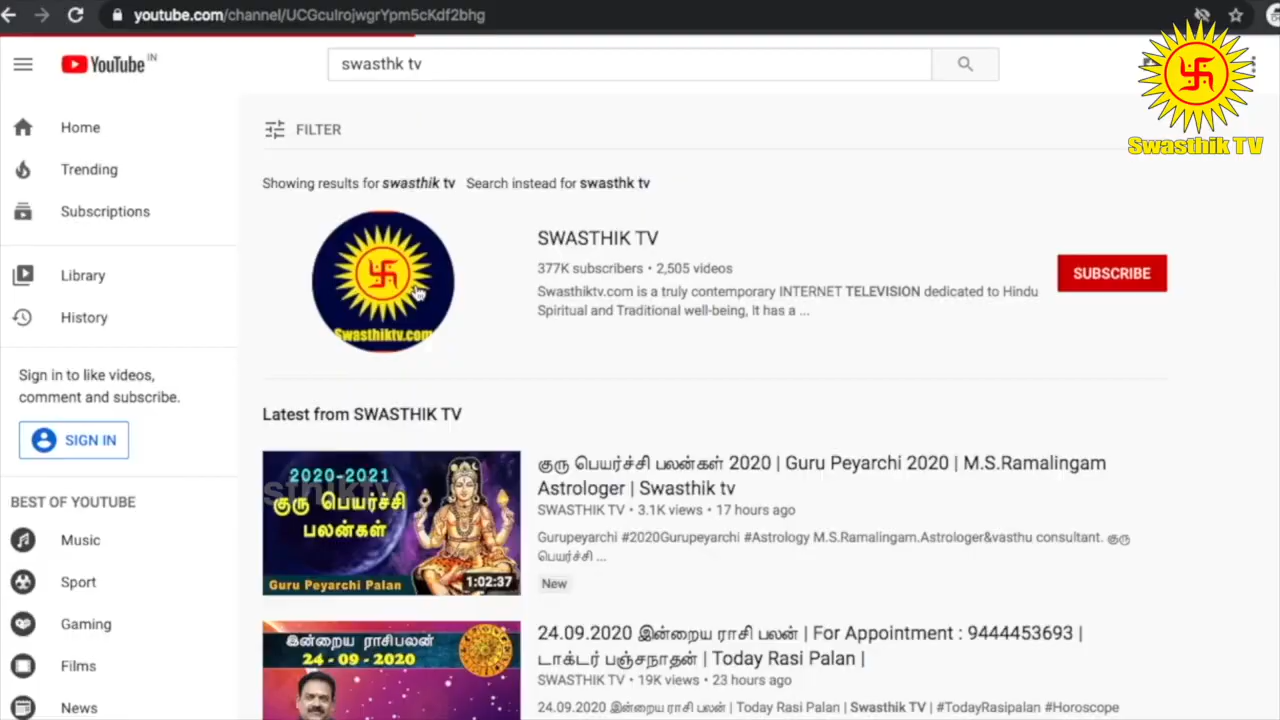 youtube.com/channel/UCGcuIrojwgrYpm5cKdf2bhg
YouTube IN
swasthk tv
Swasthik TV
Home
Trending
Subscriptions
Library
History
Sign in to like videos,
comment and subscribe.
SIGN IN
BEST OF YOUTUBE
Music
Sport
Gaming
Films
News
FILTER
Showing results for swasthik tv Search instead for swasthk tv
Swasthiktv.com
SWASTHIK TV
377K subscribers • 2,505 videos
Swasthiktv.com is a truly contemporary INTERNET TELEVISION dedicated to Hindu
Spiritual and Traditional well-being, It has a ...
SUBSCRIBE
Latest from SWASTHIK TV
2020-2021
குரு பெயர்ச்சி
பலன்கள்
Guru Peyarchi Palan
1:02:37
குரு பெயர்ச்சி பலன்கள் 2020 | Guru Peyarchi 2020 | M.S.Ramalingam
Astrologer | Swasthik tv
SWASTHIK TV • 3.1K views • 17 hours ago
Gurupeyarchi #2020Gurupeyarchi #Astrology M.S.Ramalingam.Astrologer&vasthu consultant. குரு
பெயர்ச்சி ...
New
இன்றைய ராசிபலன்
24 - 09 - 2020
24.09.2020 இன்றைய ராசி பலன் | For Appointment : 9444453693 |
டாக்டர் பஞ்சநாதன் | Today Rasi Palan |
SWASTHIK TV • 19K views • 23 hours ago
24.09.2020 இன்றைய ராசி பலன் | Today Rasi Palan | Swasthik TV | #TodayRasipalan #Horoscope